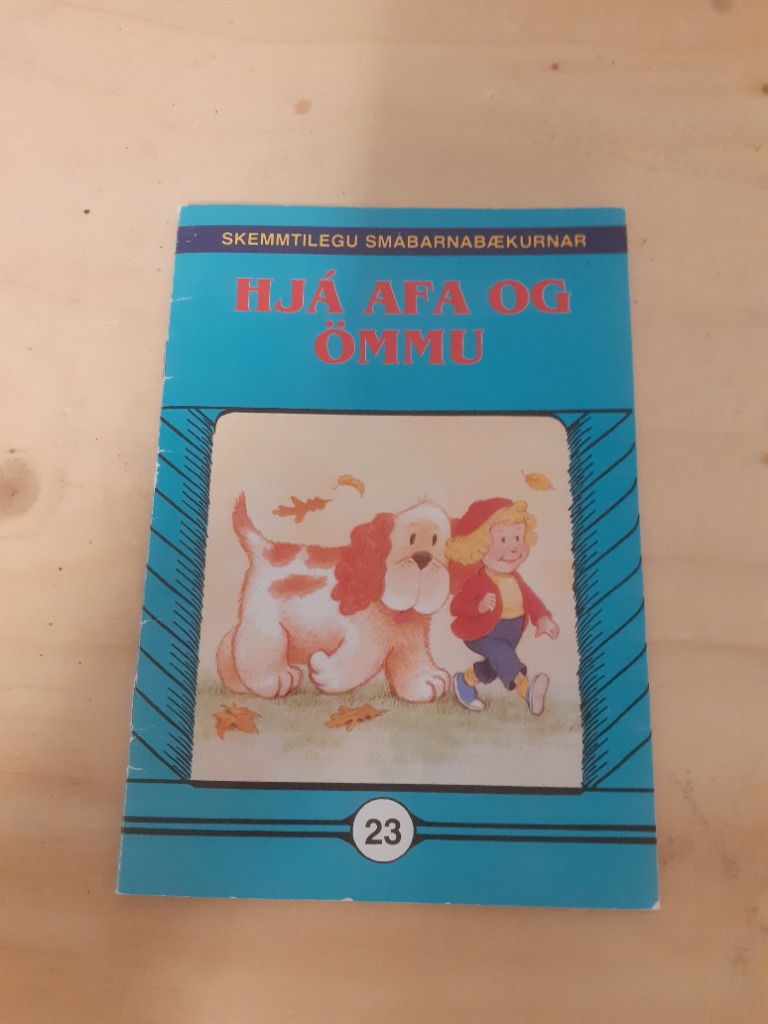 SKEMMTILEGU SMÁBARNABÆKURNAR
HJÁ AFA OG
ÖMMU
23